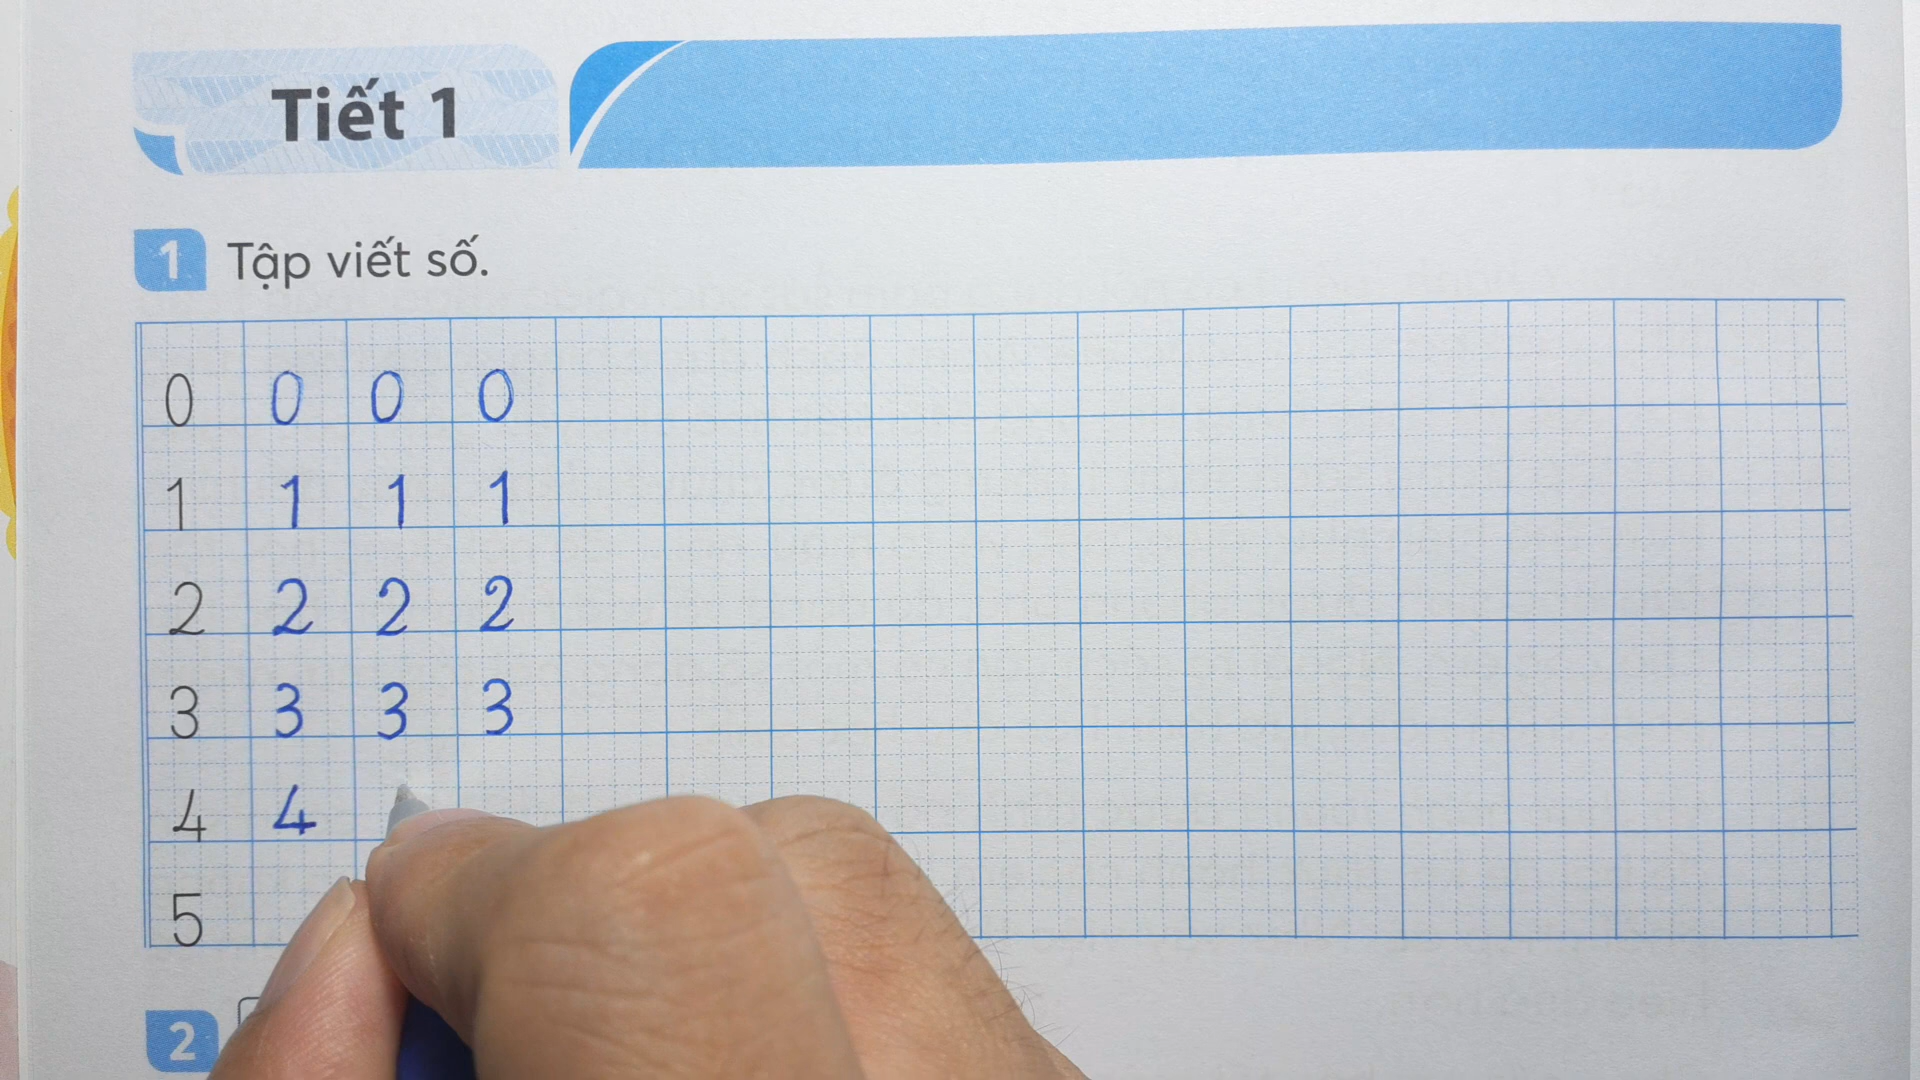 Tiết 1
1 Tập viết số.
0 0 0 0
1 1 1 1
2 2 2 2
3 3 3 3
4 4
5
2